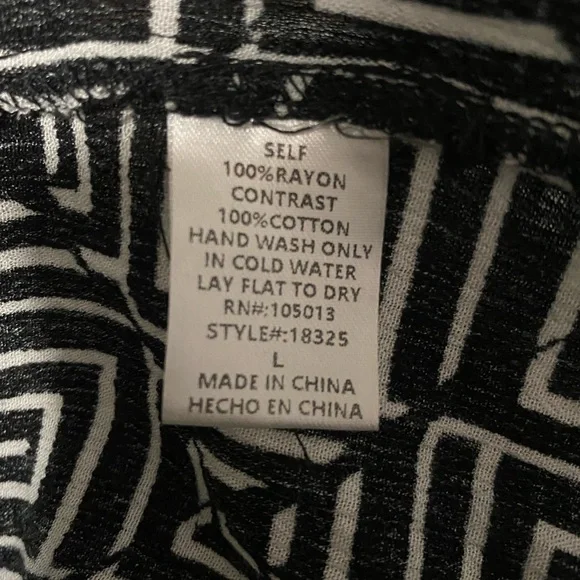 SELF
100%RAYON
CONTRAST
100%COTTON
HAND WASH ONLY
IN COLD WATER
LAY FLAT TO DRY
RN#:105013
STYLE#:18325
L
MADE IN CHINA
HECHO EN CHINA